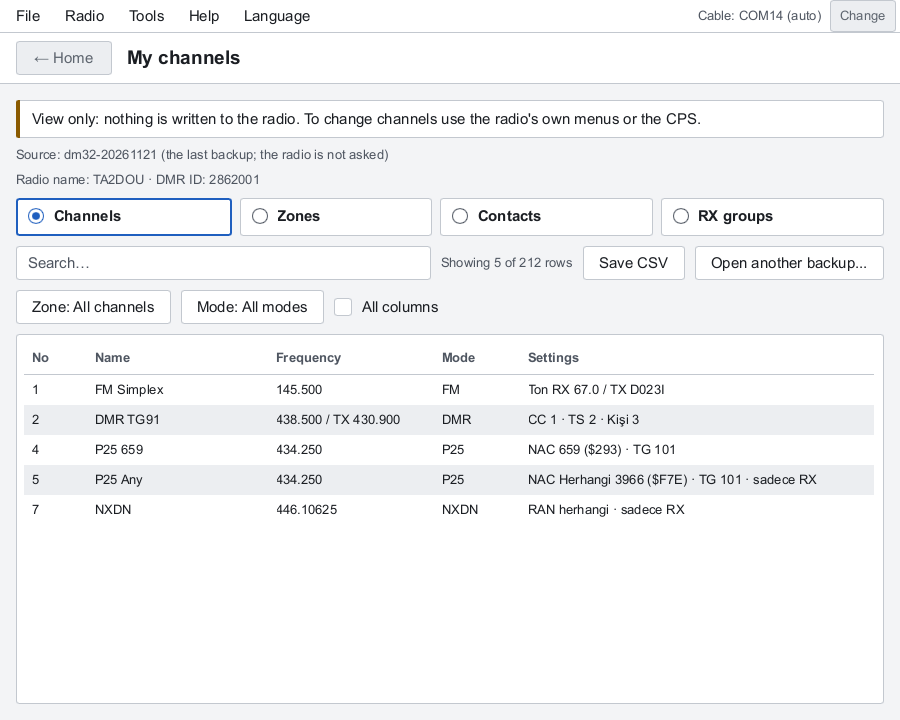 File Radio Tools Help Language Cable: COM14 (auto) Change
← Home My channels
View only: nothing is written to the radio. To change channels use the radio's own menus or the CPS.
Source: dm32-20261121 (the last backup; the radio is not asked)
Radio name: TA2DOU · DMR ID: 2862001
Channels Zones Contacts RX groups
Search... Showing 5 of 212 rows Save CSV Open another backup...
Zone: All channels Mode: All modes All columns
No Name Frequency Mode Settings
1 FM Simplex 145.500 FM Ton RX 67.0 / TX D023I
2 DMR TG91 438.500 / TX 430.900 DMR CC 1 · TS 2 · Kişi 3
4 P25 659 434.250 P25 NAC 659 ($293) · TG 101
5 P25 Any 434.250 P25 NAC Herhangi 3966 ($F7E) · TG 101 · sadece RX
7 NXDN 446.10625 NXDN RAN herhangi · sadece RX